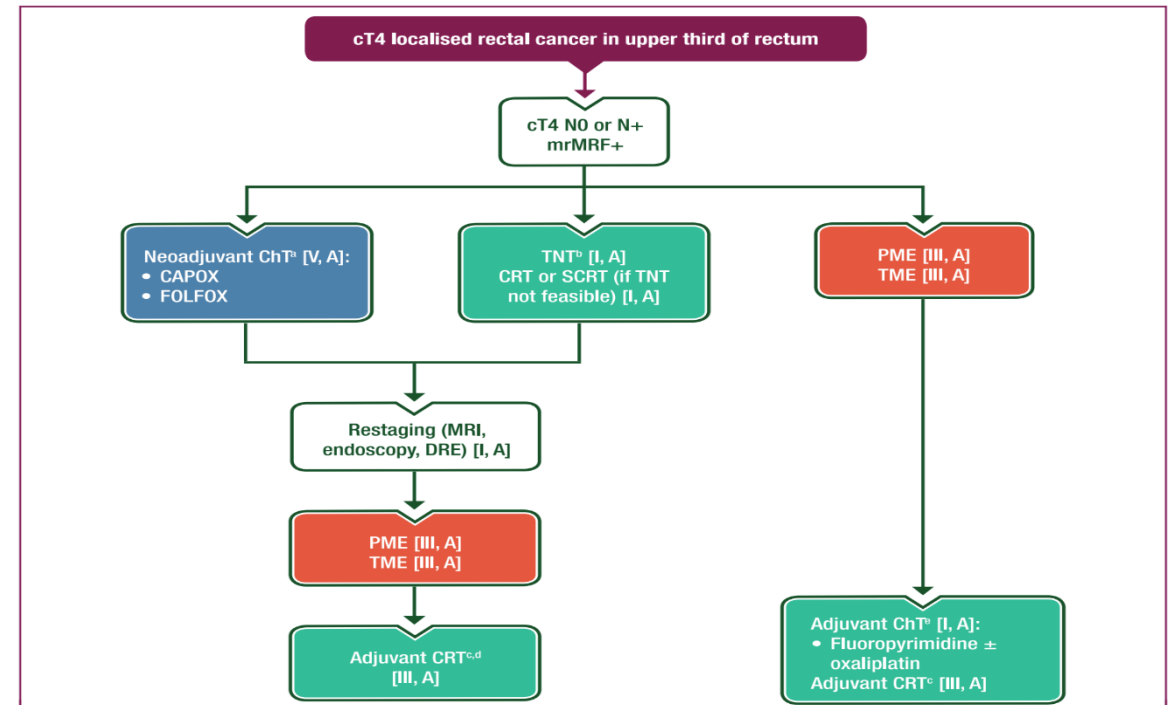 cT4 localised rectal cancer in upper third of rectum
cT4 N0 or N+
mrMRF+
Neoadjuvant ChTᵃ [V, A]:
• CAPOX
• FOLFOX
TNTᵇ [I, A]
CRT or SCRT (if TNT
not feasible) [I, A]
PME [III, A]
TME [III, A]
Restaging (MRI,
endoscopy, DRE) [I, A]
PME [III, A]
TME [III, A]
Adjuvant CRTᶜ,ᵈ
[III, A]
Adjuvant ChTᵉ [I, A]:
• Fluoropyrimidine ±
oxaliplatin
Adjuvant CRTᶜ [III, A]